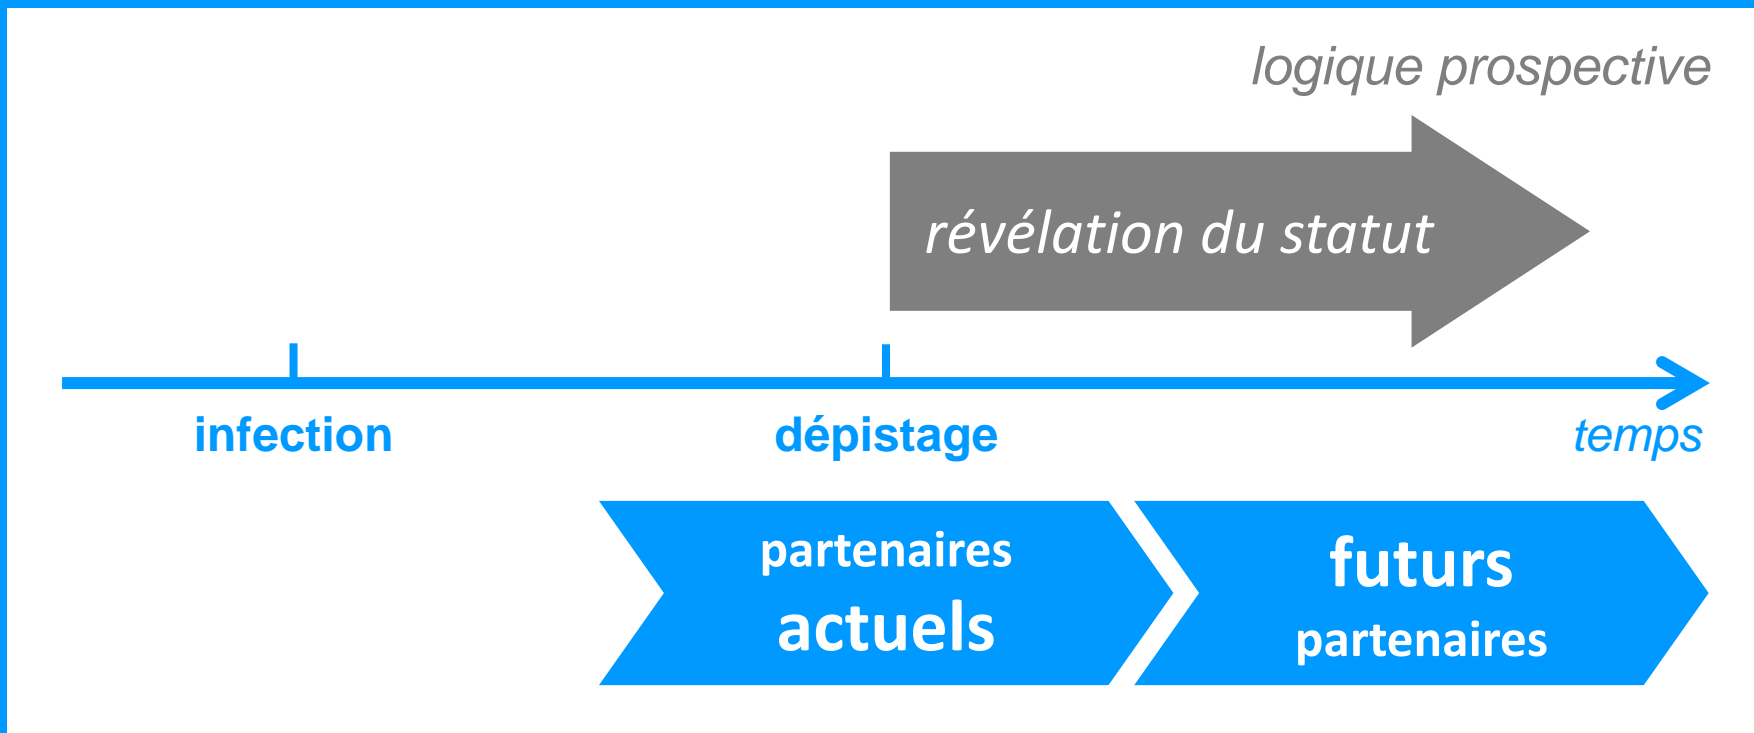 logique prospective
révélation du statut
infection
dépistage
temps
partenaires
actuels
futurs
partenaires